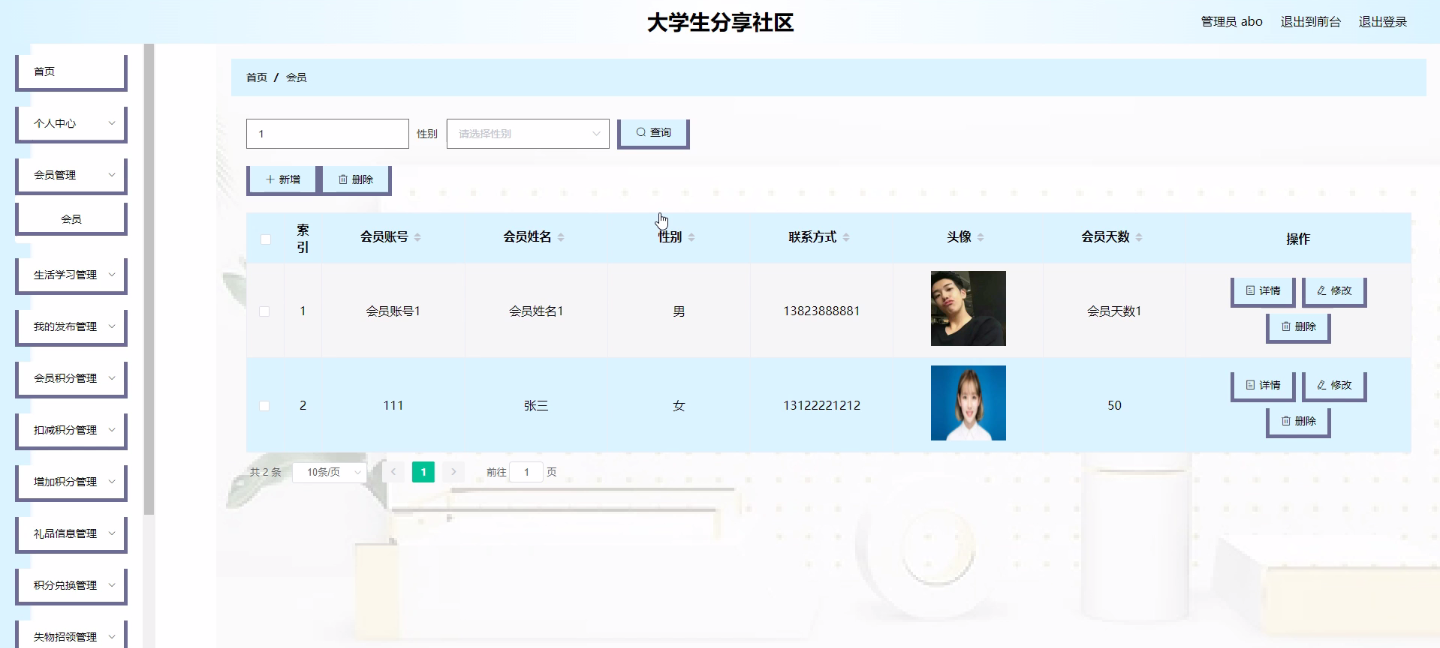 大学生分享社区
管理员 abo 退出到前台 退出登录
首页
个人中心
会员管理
会员
生活学习管理
我的发布管理
会员积分管理
扣减积分管理
增加积分管理
礼品信息管理
积分兑换管理
失物招领管理
首页 / 会员
1 性别 请选择性别 查询
新增 删除
索引 会员账号 会员姓名 性别 联系方式 头像 会员天数 操作
1 会员账号1 会员姓名1 男 13823888881 会员天数1 详情 修改 删除
2 111 张三 女 13122221212 50 详情 修改 删除
共 2 条 10条/页 1 前往 1 页